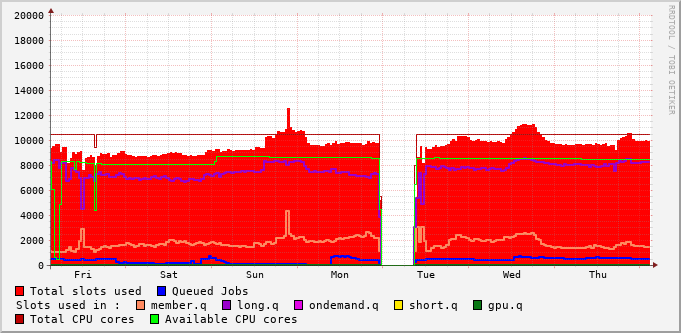 20000
18000
16000
14000
12000
10000
8000
6000
4000
2000
0
Fri Sat Sun Mon Tue Wed Thu
Total slots used Queued Jobs
Slots used in : member.q long.q ondemand.q short.q gpu.q
Total CPU cores Available CPU cores
RRDTOOL / TOBI OETIKER